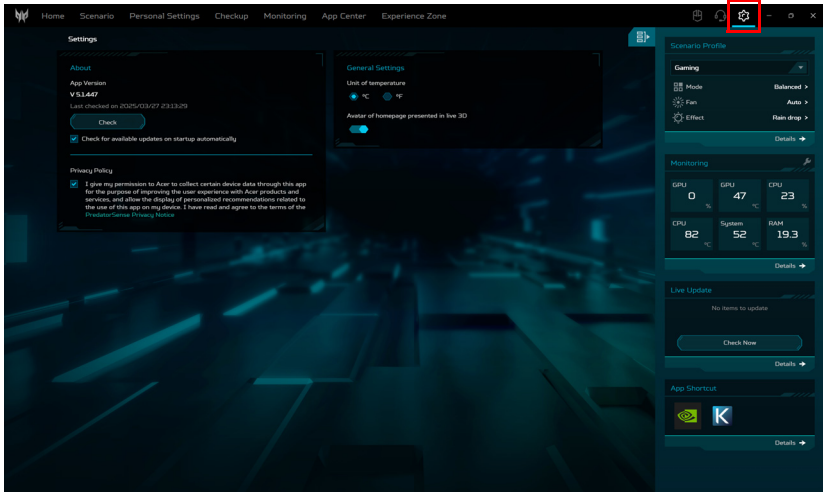 Home Scenario Personal Settings Checkup Monitoring App Center Experience Zone
Settings
About
App Version
V 5.1.447
Last checked on 2025/03/27 23:13:29
Check
Check for available updates on startup automatically
Privacy Policy
I give my permission to Acer to collect certain device data through this app
for the purpose of improving the user experience with Acer products and
services, and allow the display of personalized recommendations related to
the use of this app on my device. I have read and agree to the terms of the
PredatorSense Privacy Notice
General Settings
Unit of temperature
°C °F
Avatar of homepage presented in live 3D
Scenario Profile
Gaming
Mode Balanced >
Fan Auto >
Effect Rain drop >
Details →
Monitoring
GPU GPU CPU
0 % 47 °C 23 %
CPU System RAM
82 °C 52 °C 19.3 %
Details →
Live Update
No items to update
Check Now
Details →
App Shortcut
K
Details →